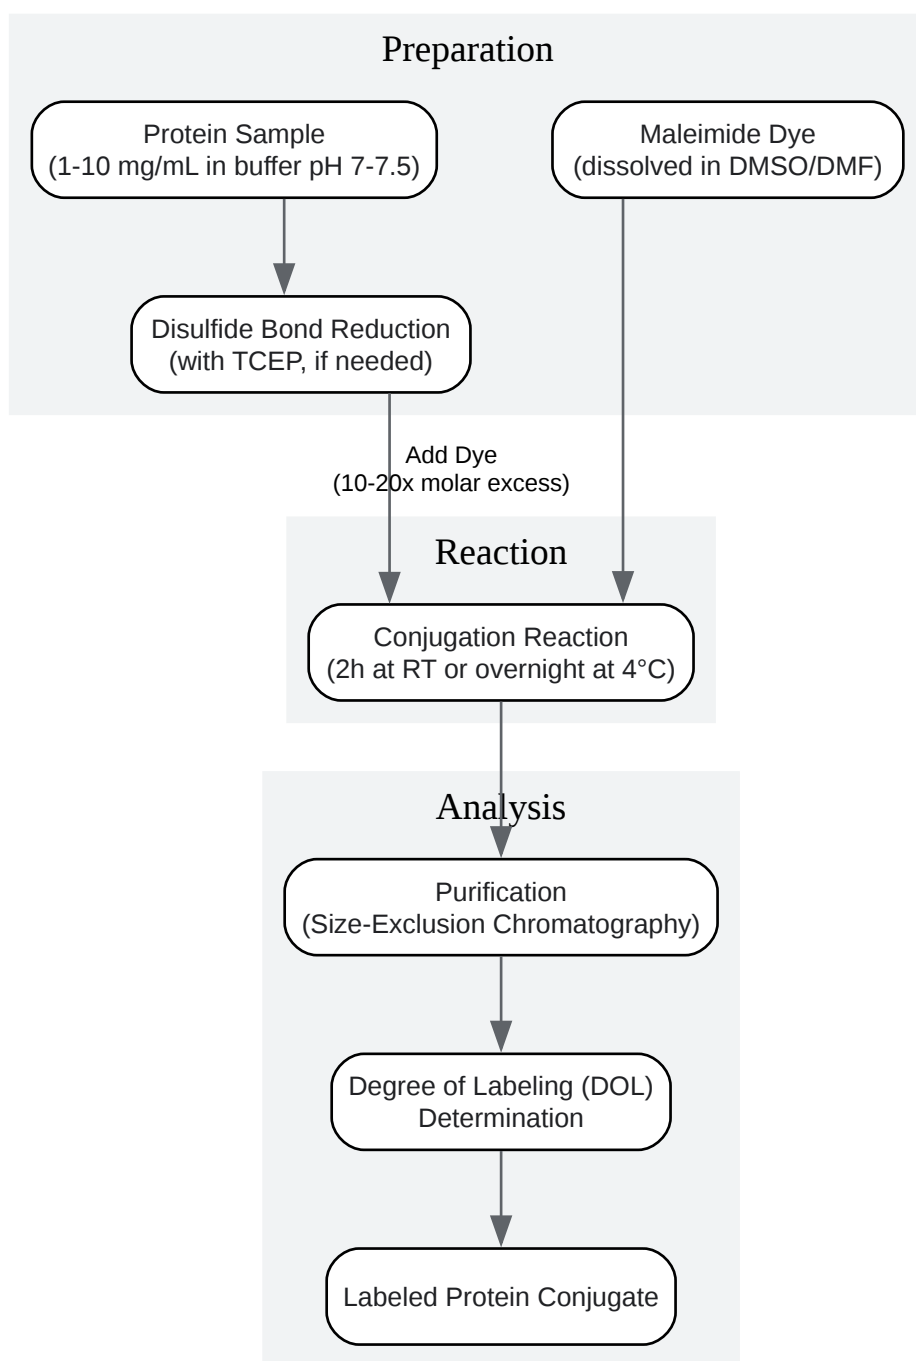 Preparation
Protein Sample
(1-10 mg/mL in buffer pH 7-7.5)
Maleimide Dye
(dissolved in DMSO/DMF)
Disulfide Bond Reduction
(with TCEP, if needed)
Add Dye
(10-20x molar excess)
Reaction
Conjugation Reaction
(2h at RT or overnight at 4°C)
Analysis
Purification
(Size-Exclusion Chromatography)
Degree of Labeling (DOL)
Determination
Labeled Protein Conjugate